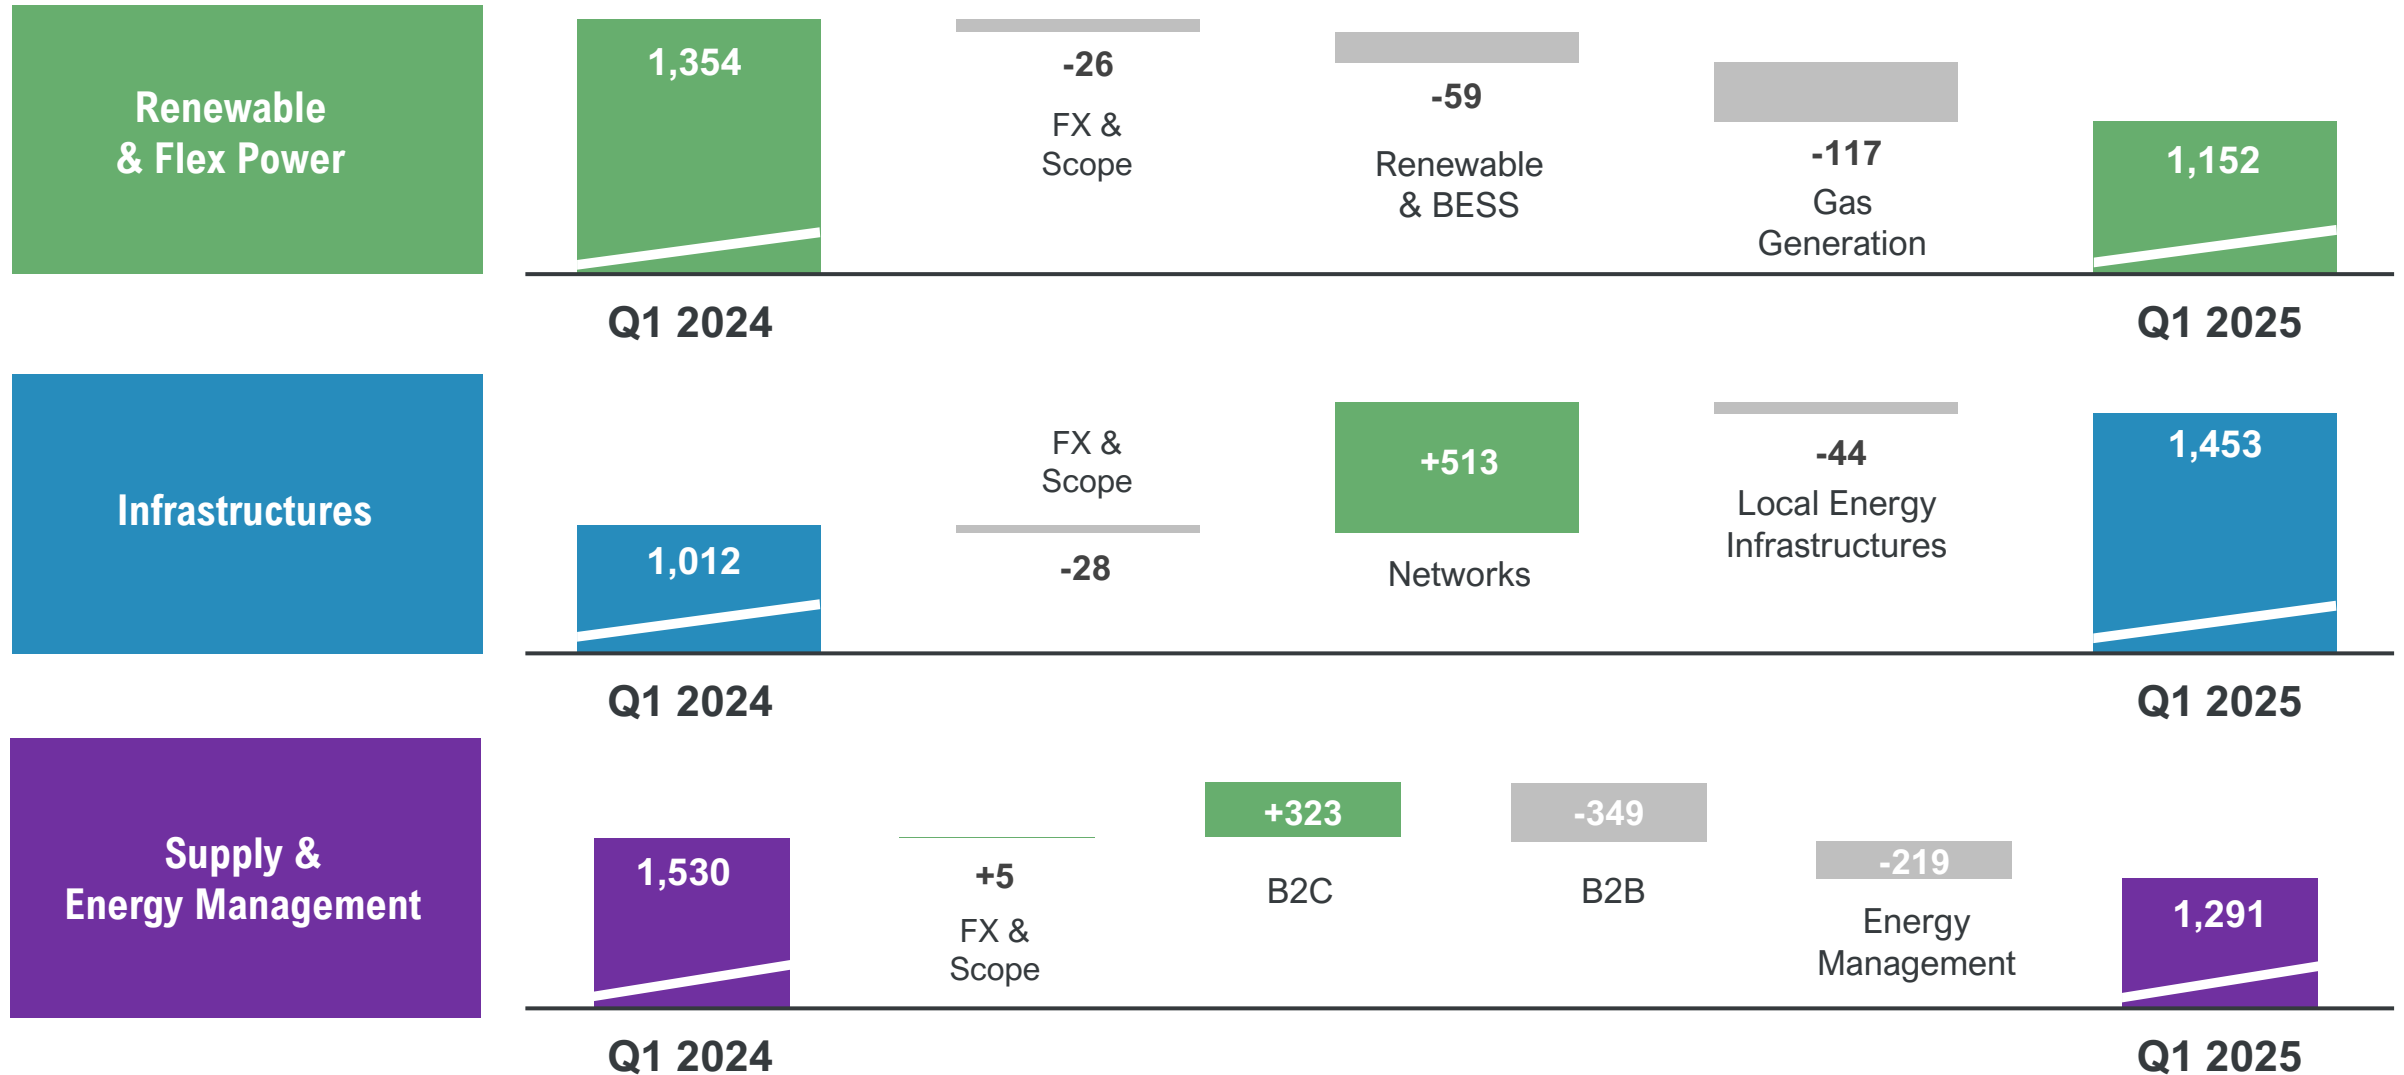 Renewable
& Flex Power
1,354
-26
FX &
Scope
-59
Renewable
& BESS
-117
Gas
Generation
1,152
Q1 2024
Q1 2025
Infrastructures
1,012
FX &
Scope
-28
+513
Networks
-44
Local Energy
Infrastructures
1,453
Q1 2024
Q1 2025
Supply &
Energy Management
1,530
+5
FX &
Scope
+323
B2C
-349
B2B
-219
Energy
Management
1,291
Q1 2024
Q1 2025